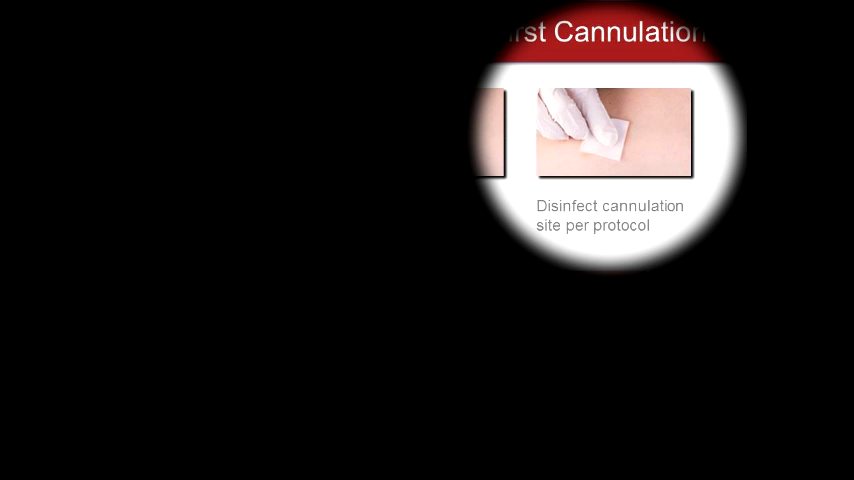 Cannulation
Disinfect cannulation
site per protocol